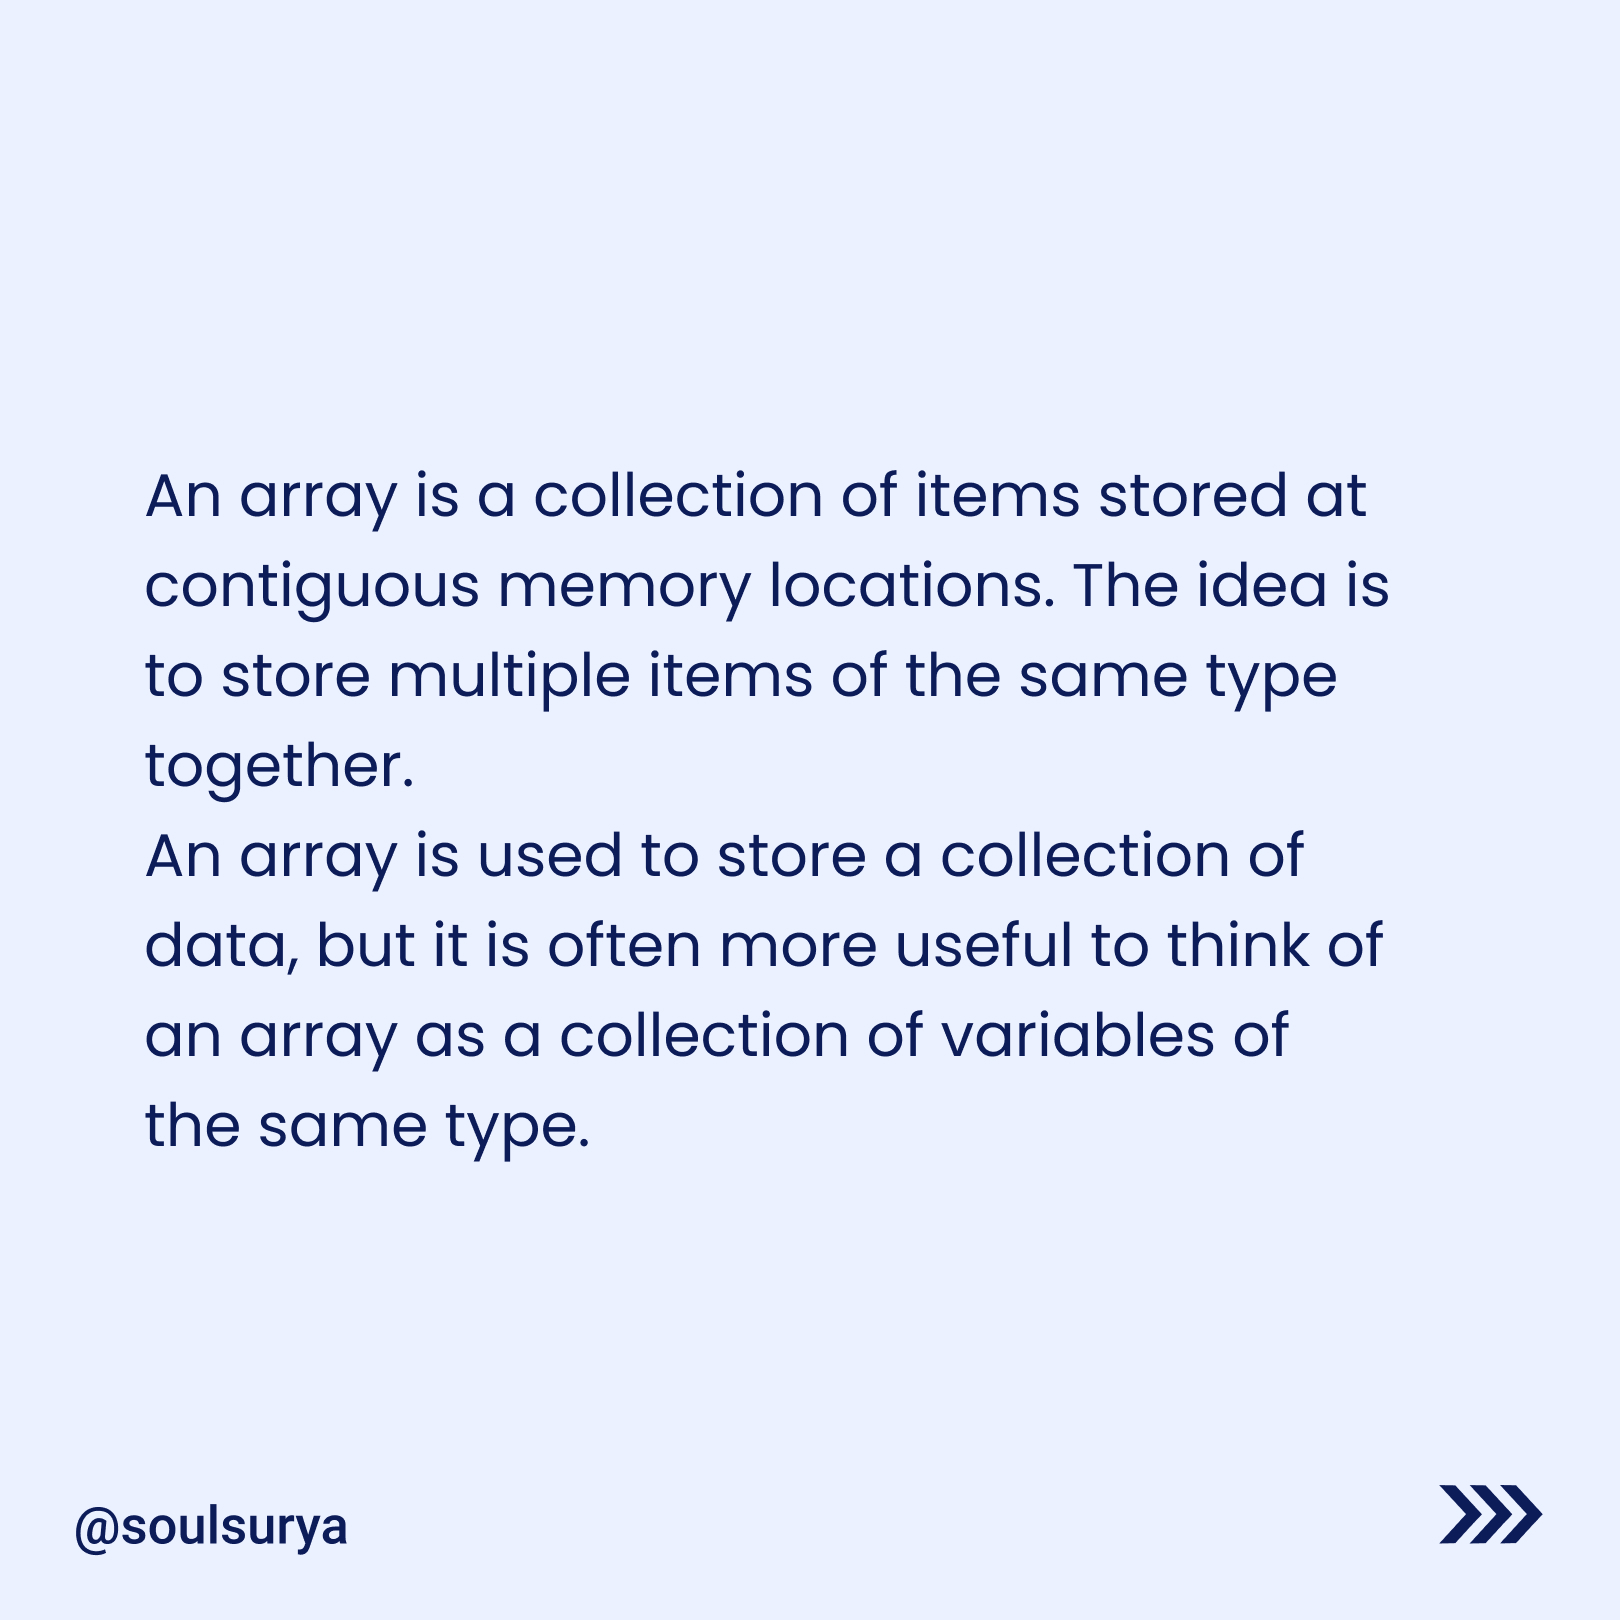 An array is a collection of items stored at
contiguous memory locations. The idea is
to store multiple items of the same type
together.
An array is used to store a collection of
data, but it is often more useful to think of
an array as a collection of variables of
the same type.
@soulsurya